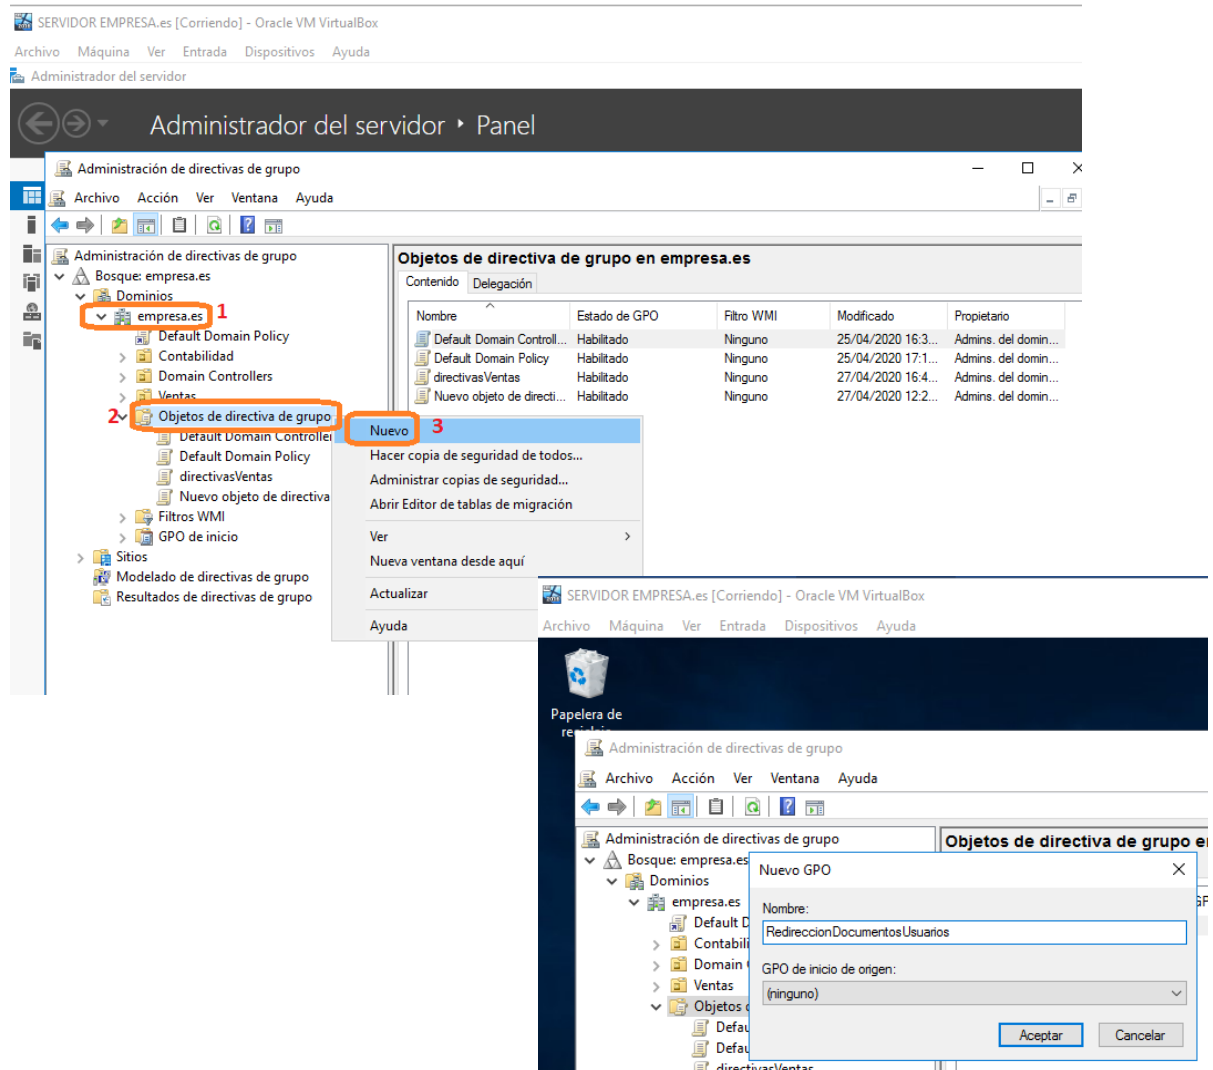 SERVIDOR EMPRESA.es [Corriendo] - Oracle VM VirtualBox
Archivo Máquina Ver Entrada Dispositivos Ayuda
Administrador del servidor
Administrador del servidor ‣ Panel
Administración de directivas de grupo
Archivo Acción Ver Ventana Ayuda
Administración de directivas de grupo
Bosque: empresa.es
Dominios
empresa.es 1
Default Domain Policy
Contabilidad
Domain Controllers
Ventas
2 Objetos de directiva de grupo
Default Domain Controller
Default Domain Policy
directivasVentas
Nuevo objeto de directiva
Filtros WMI
GPO de inicio
Sitios
Modelado de directivas de grupo
Resultados de directivas de grupo
Objetos de directiva de grupo en empresa.es
Contenido Delegación
Nombre Estado de GPO Filtro WMI Modificado Propietario
Default Domain Controll... Habilitado Ninguno 25/04/2020 16:3... Admins. del domin...
Default Domain Policy Habilitado Ninguno 25/04/2020 17:1... Admins. del domin...
directivasVentas Habilitado Ninguno 27/04/2020 16:4... Admins. del domin...
Nuevo objeto de directi... Habilitado Ninguno 27/04/2020 12:2... Admins. del domin...
Nuevo 3
Hacer copia de seguridad de todos...
Administrar copias de seguridad...
Abrir Editor de tablas de migración
Ver
Nueva ventana desde aquí
Actualizar
Ayuda
SERVIDOR EMPRESA.es [Corriendo] - Oracle VM VirtualBox
Archivo Máquina Ver Entrada Dispositivos Ayuda
Papelera de
reciclaje
Administración de directivas de grupo
Archivo Acción Ver Ventana Ayuda
Administración de directivas de grupo
Bosque: empresa.es
Dominios
empresa.es
Default D
Contabili
Domain
Ventas
Objetos
Defau
Defau
directivasVentas
Objetos de directiva de grupo e
GP
Nuevo GPO
Nombre:
RedireccionDocumentosUsuarios
GPO de inicio de origen:
(ninguno)
Aceptar Cancelar